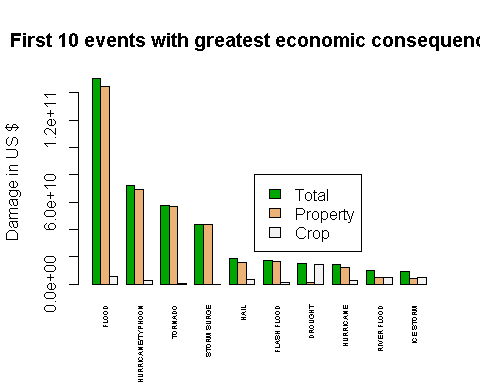 First 10 events with greatest economic consequenc
Damage in US $
0.0e+00
6.0e+10
1.2e+11
Total
Property
Crop
FLOOD
HURRICANE/TYPHOON
TORNADO
STORM SURGE
HAIL
FLASH FLOOD
DROUGHT
HURRICANE
RIVER FLOOD
ICE STORM